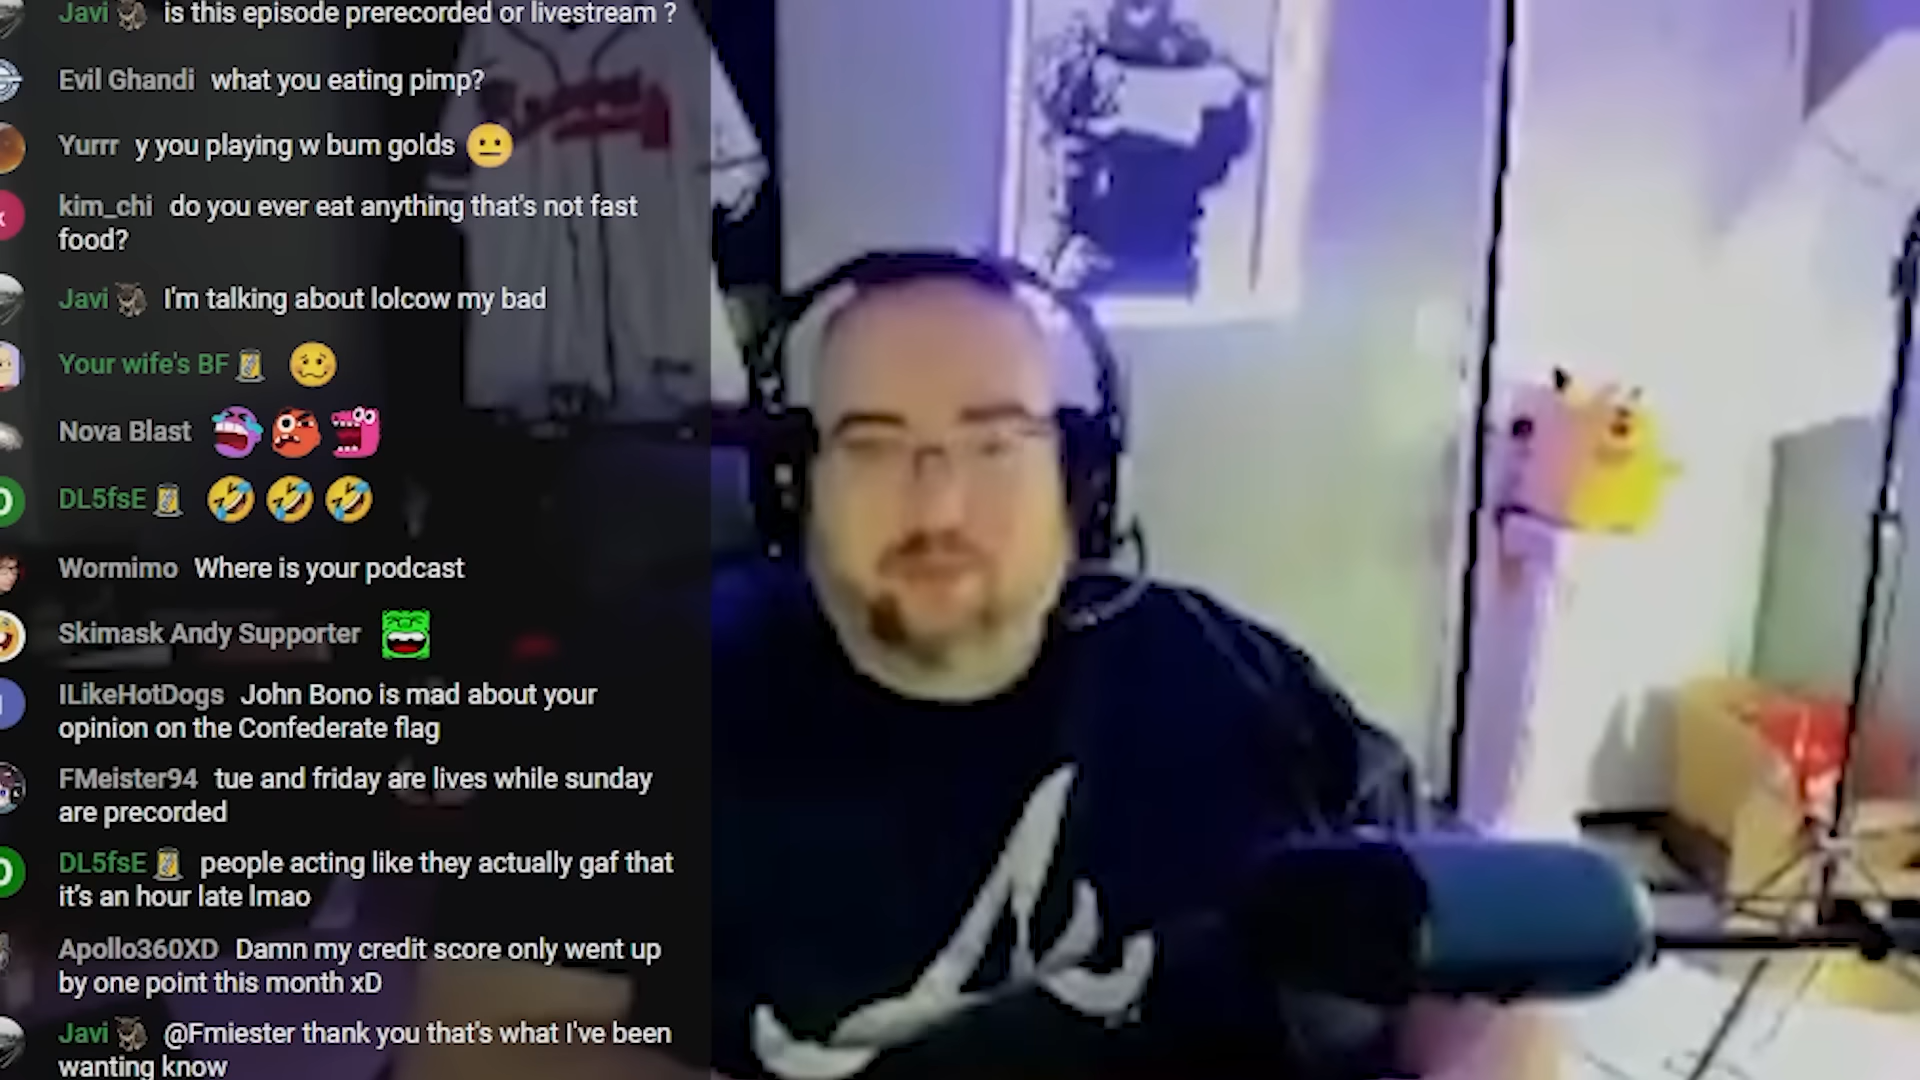 Javi is this episode prerecorded or livestream ?
Evil Ghandi what you eating pimp?
Yurrr y you playing w bum golds
kim_chi do you ever eat anything that's not fast
food?
Javi I'm talking about lolcow my bad
Your wife's BF
Nova Blast
DL5fsE
Wormimo Where is your podcast
Skimask Andy Supporter
ILikeHotDogs John Bono is mad about your
opinion on the Confederate flag
FMeister94 tue and friday are lives while sunday
are precorded
DL5fsE people acting like they actually gaf that
it's an hour late lmao
Apollo360XD Damn my credit score only went up
by one point this month xD
Javi @Fmiester thank you that's what I've been
wanting know